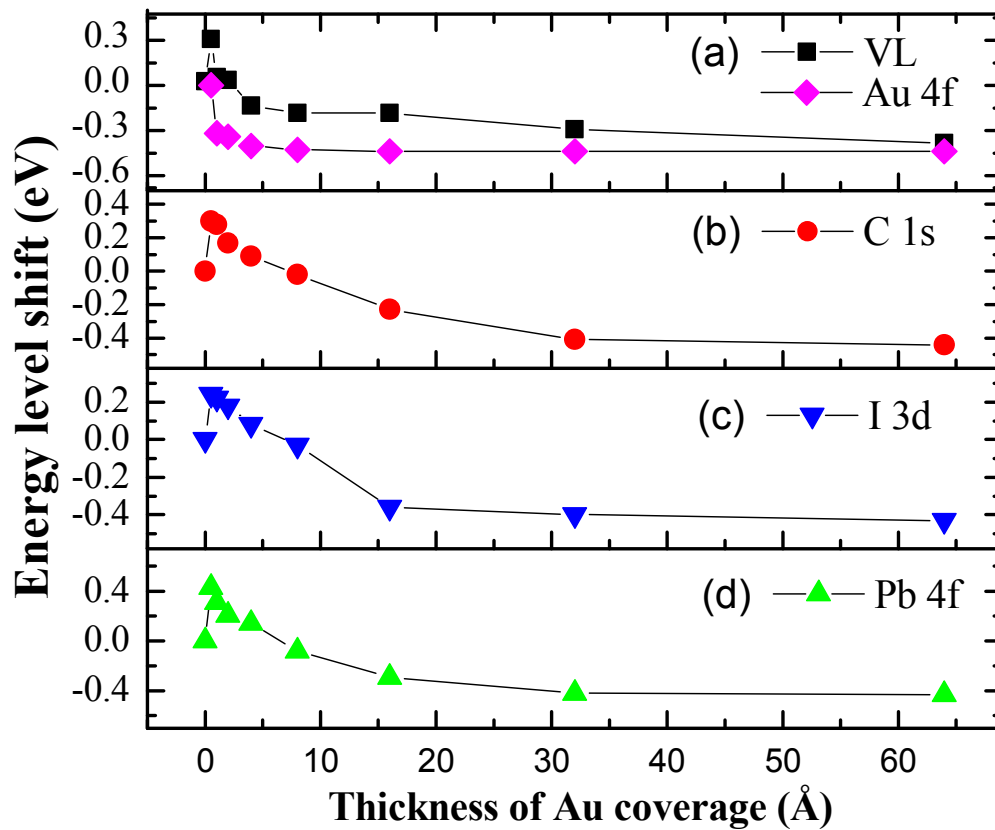 Energy level shift (eV)
0.3
0.0
-0.3
-0.6
(a)
VL
Au 4f
0.4
0.2
0.0
-0.2
-0.4
(b)
C 1s
0.2
0.0
-0.2
-0.4
(c)
I 3d
0.4
0.0
-0.4
(d)
Pb 4f
0 10 20 30 40 50 60
Thickness of Au coverage (Å)